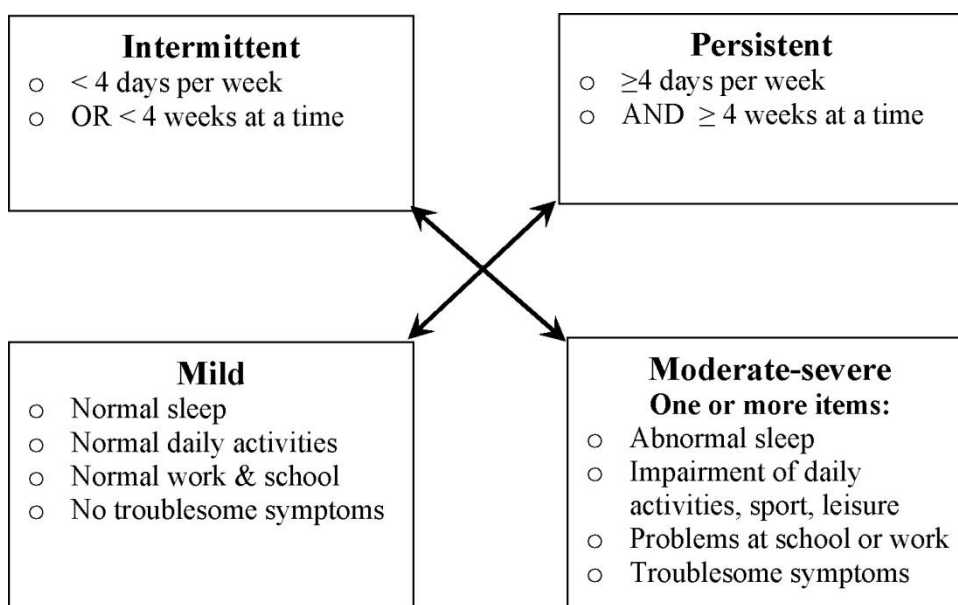 Intermittent
○ < 4 days per week
○ OR < 4 weeks at a time
Persistent
○ ≥4 days per week
○ AND ≥ 4 weeks at a time
Mild
○ Normal sleep
○ Normal daily activities
○ Normal work & school
○ No troublesome symptoms
Moderate-severe
One or more items:
○ Abnormal sleep
○ Impairment of daily
activities, sport, leisure
○ Problems at school or work
○ Troublesome symptoms